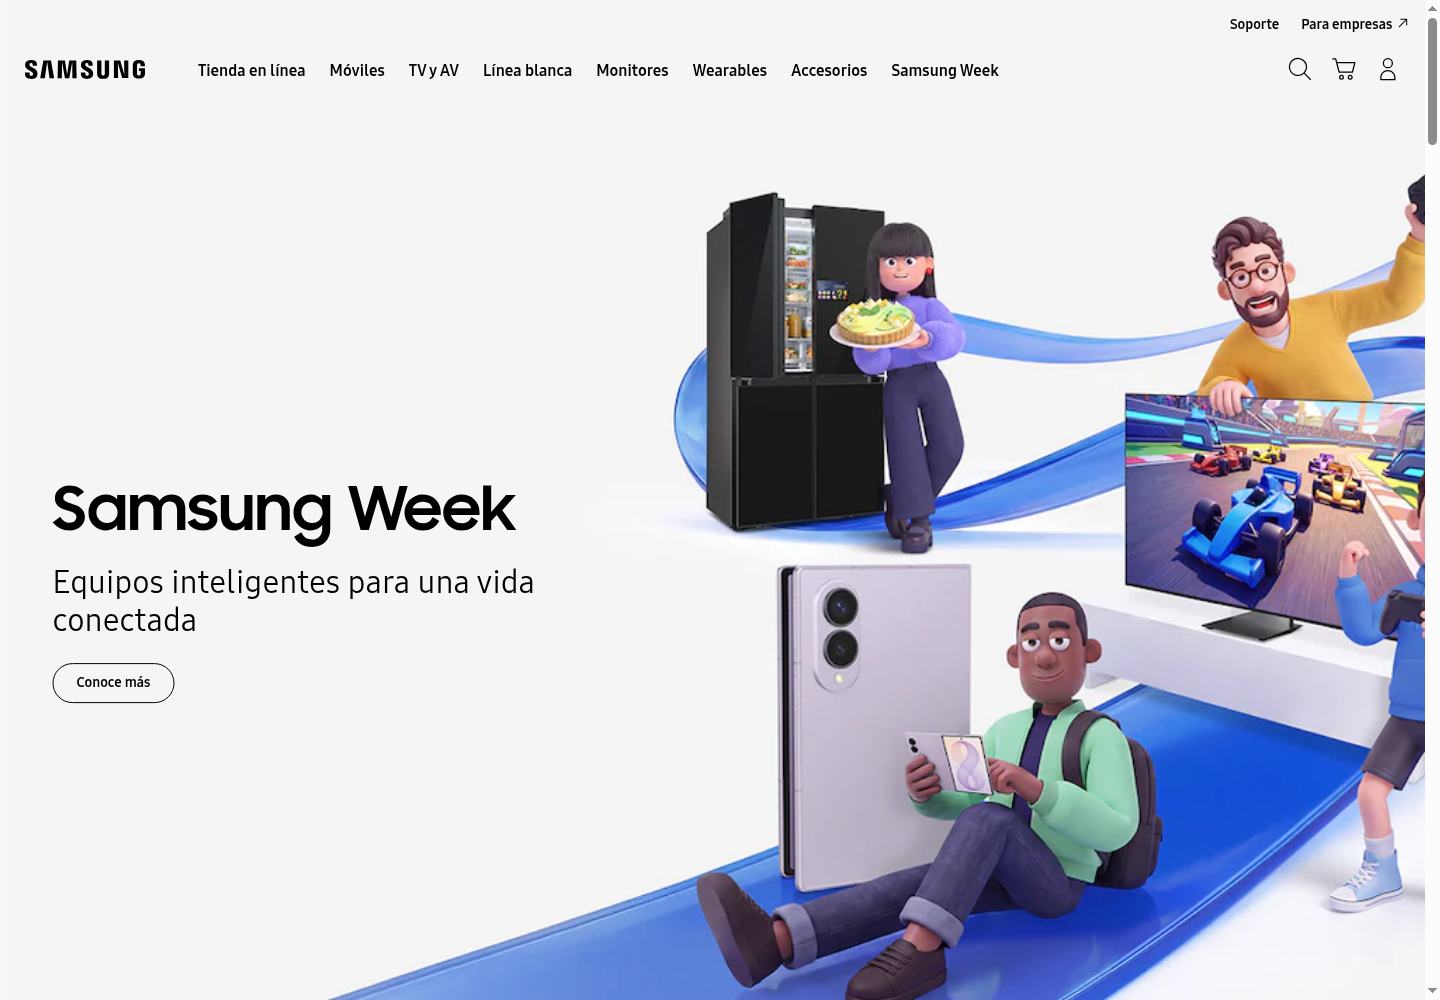 Soporte
Para empresas
SAMSUNG
Tienda en línea
Móviles
TV y AV
Línea blanca
Monitores
Wearables
Accesorios
Samsung Week
Samsung Week
Equipos inteligentes para una vida
conectada
Conoce más